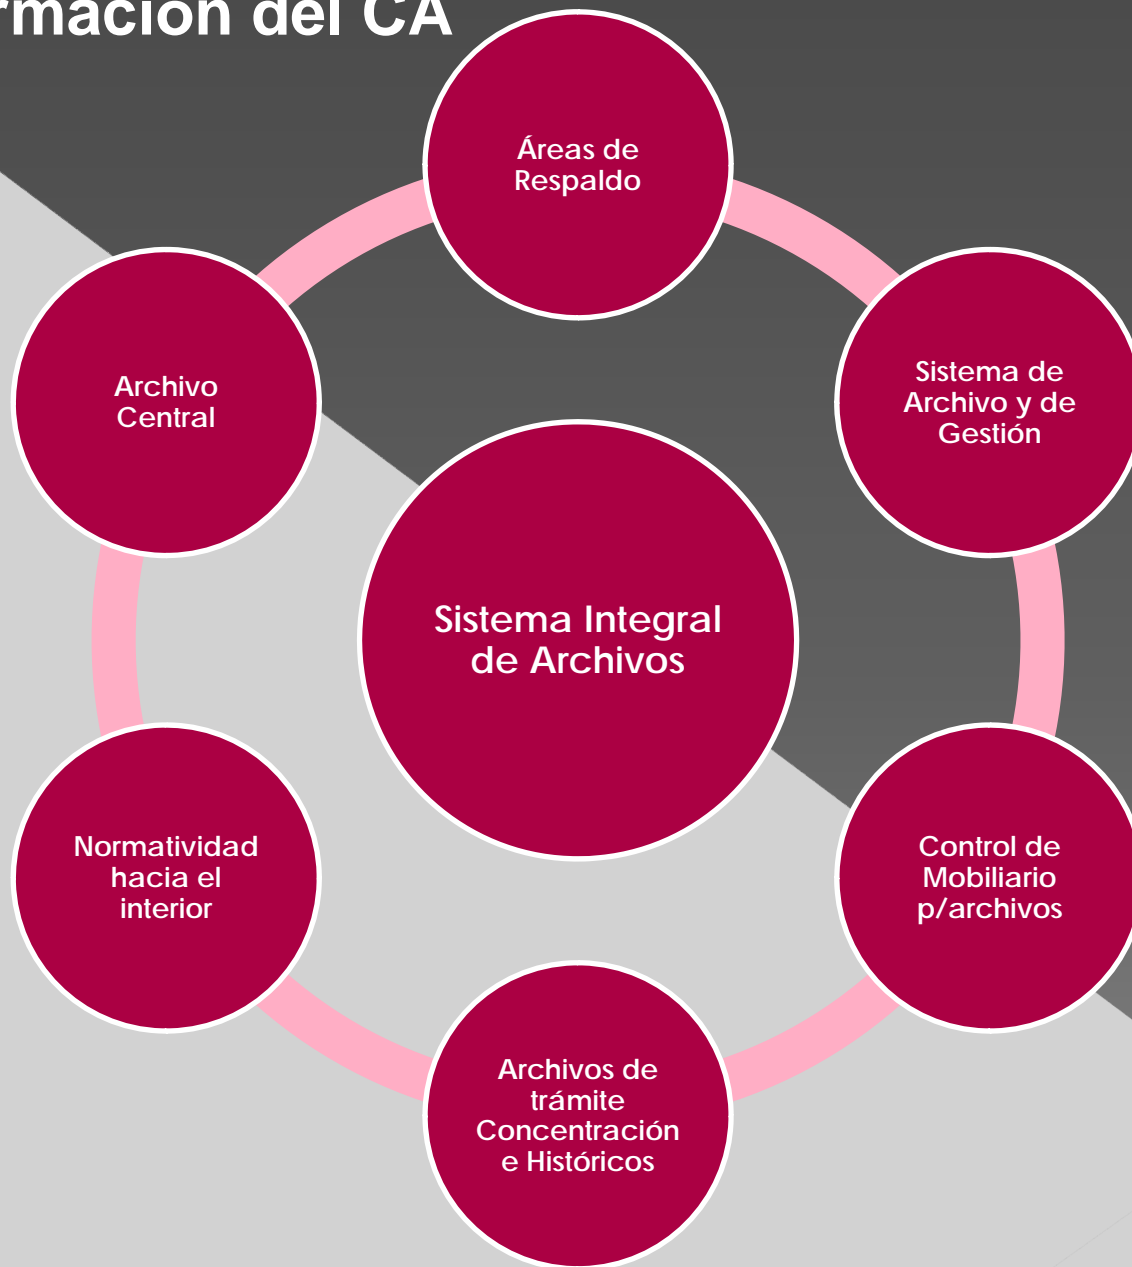 rmación del CA
Áreas de
Respaldo
Sistema de
Archivo y de
Gestión
Control de
Mobiliario
p/archivos
Archivos de
trámite
Concentración
e Históricos
Normatividad
hacia el
interior
Archivo
Central
Sistema Integral
de Archivos